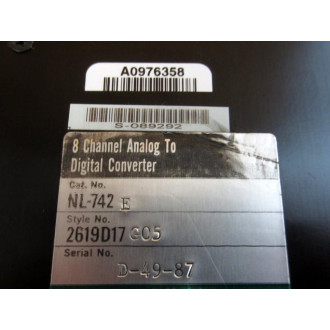 A0976358
S-089292
8 Channel Analog To
Digital Converter
Cat. No.
NL-742 E
Style No.
2619D17 G05
Serial No.
D-49-87